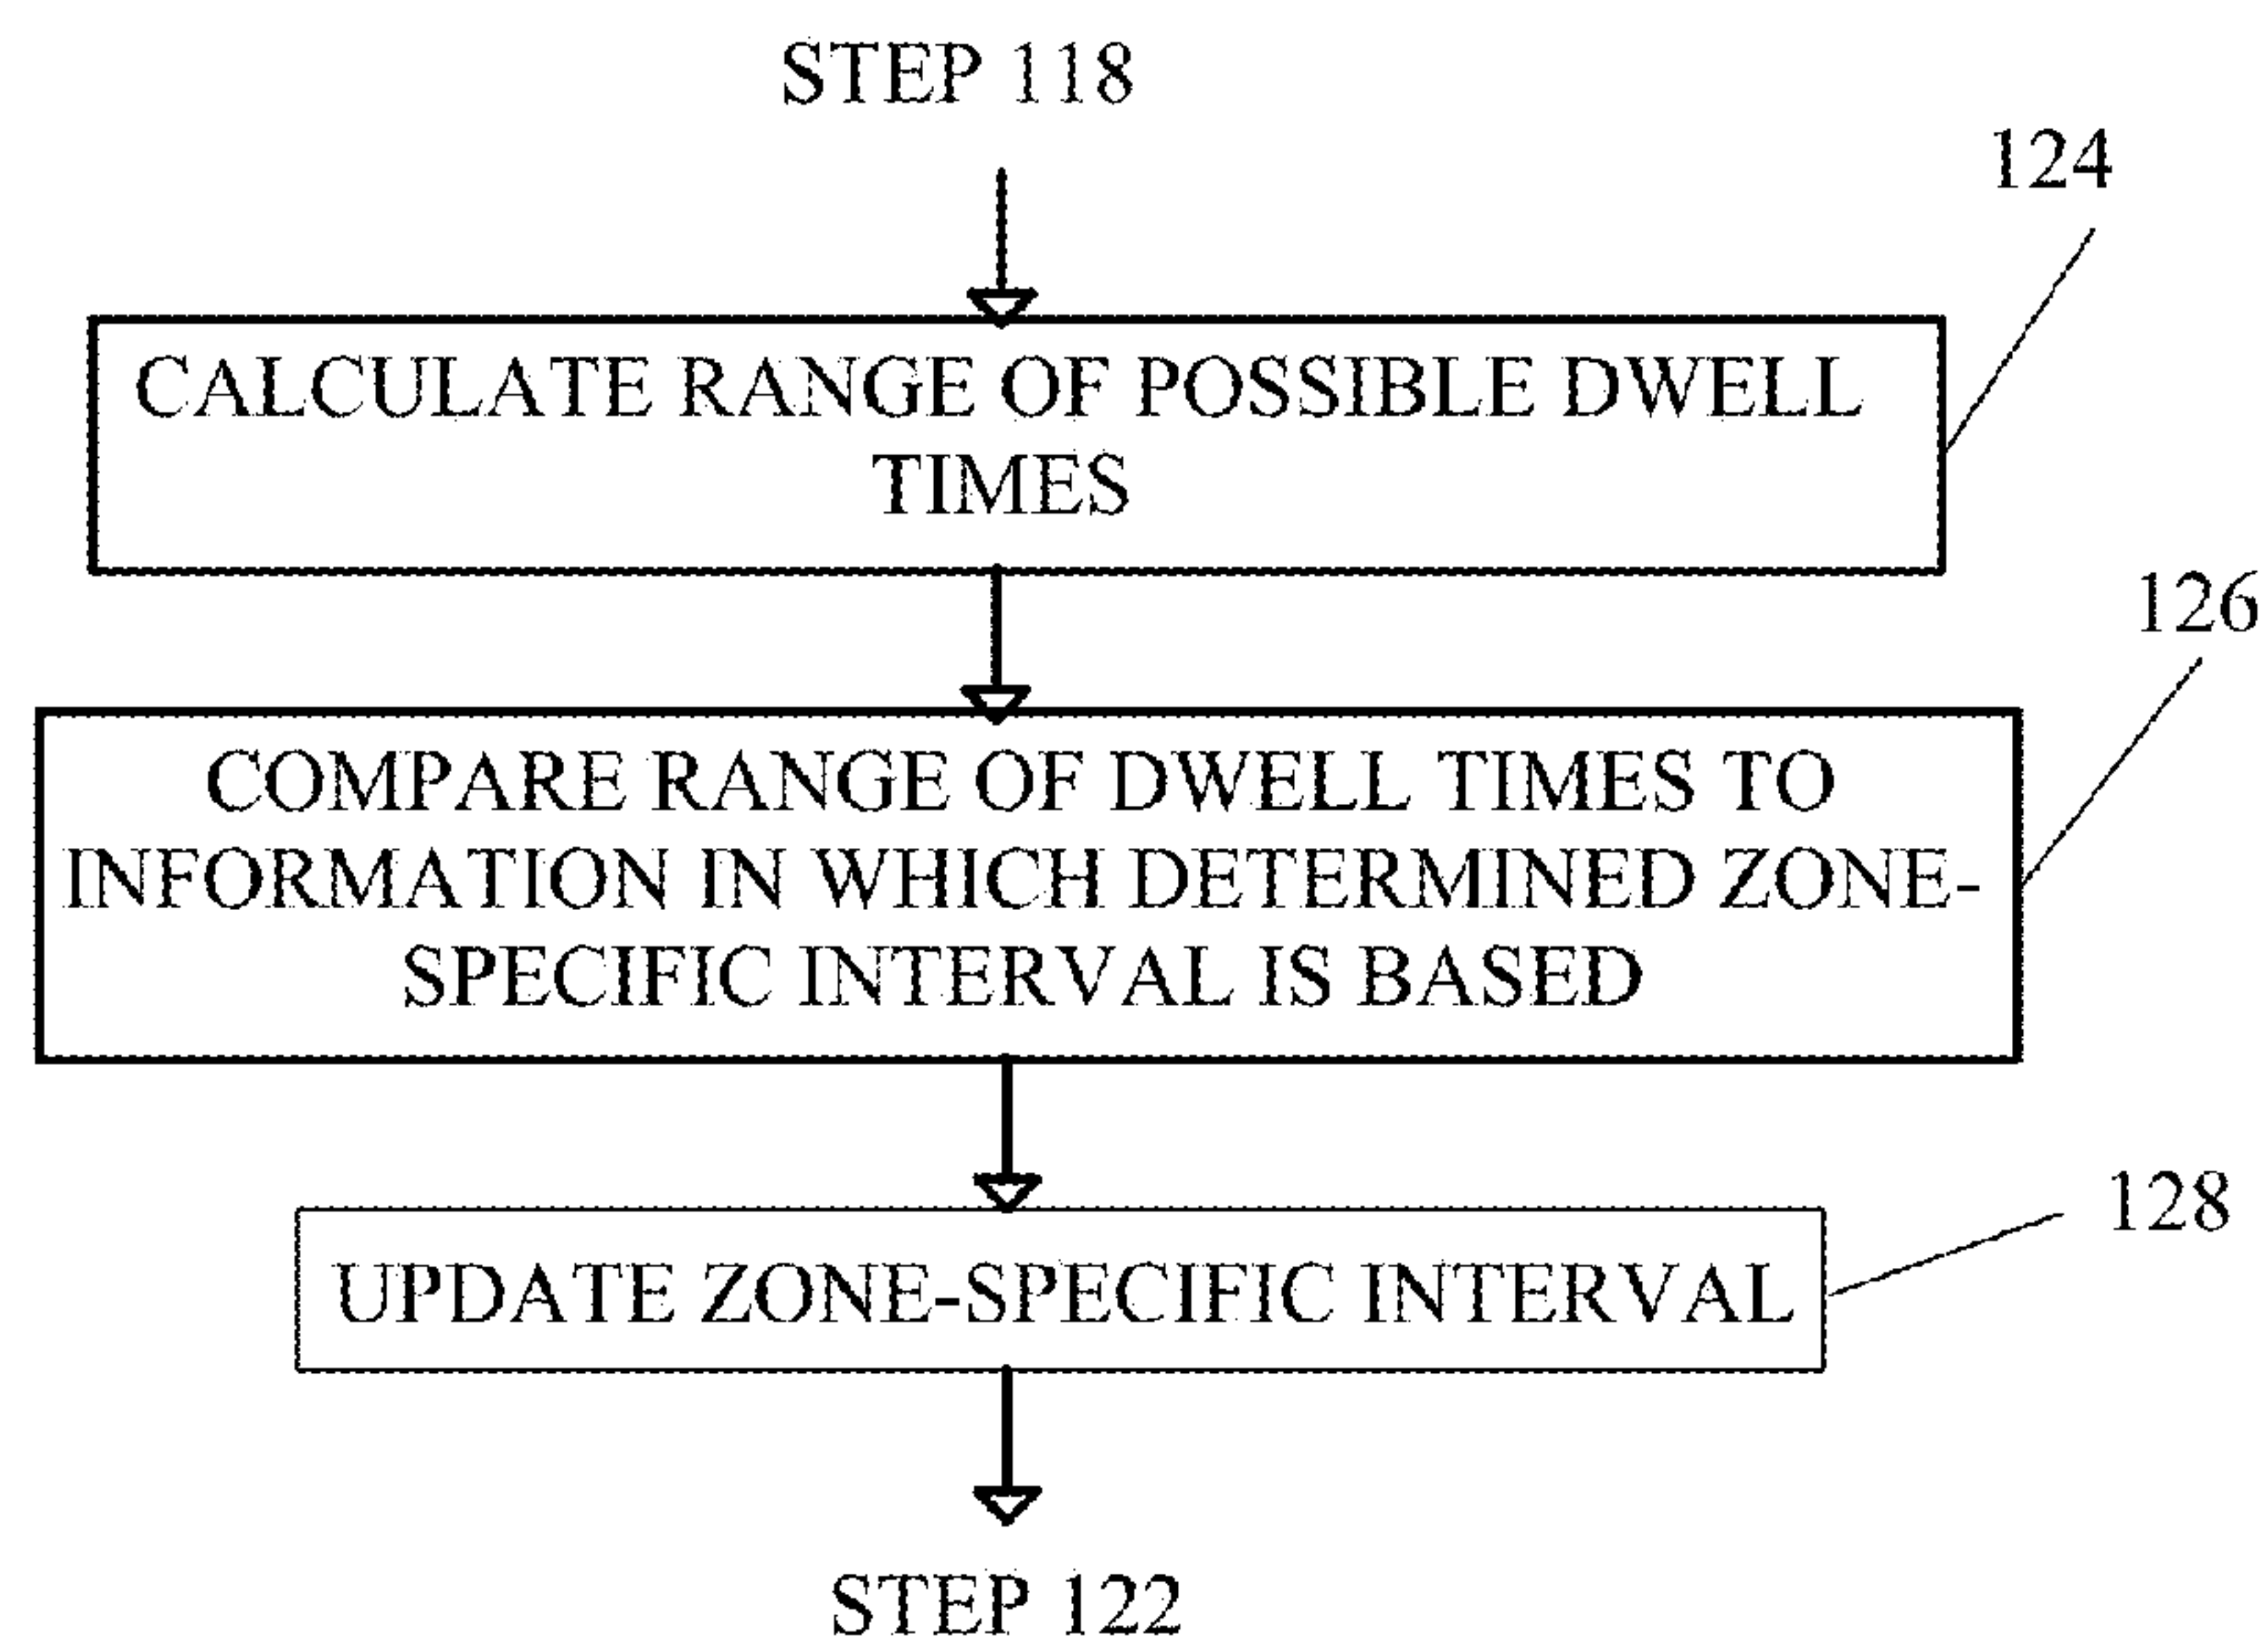 STEP 118
124
CALCULATE RANGE OF POSSIBLE DWELL
TIMES
126
COMPARE RANGE OF DWELL TIMES TO
INFORMATION IN WHICH DETERMINED ZONE-
SPECIFIC INTERVAL IS BASED
128
UPDATE ZONE-SPECIFIC INTERVAL
STEP 122